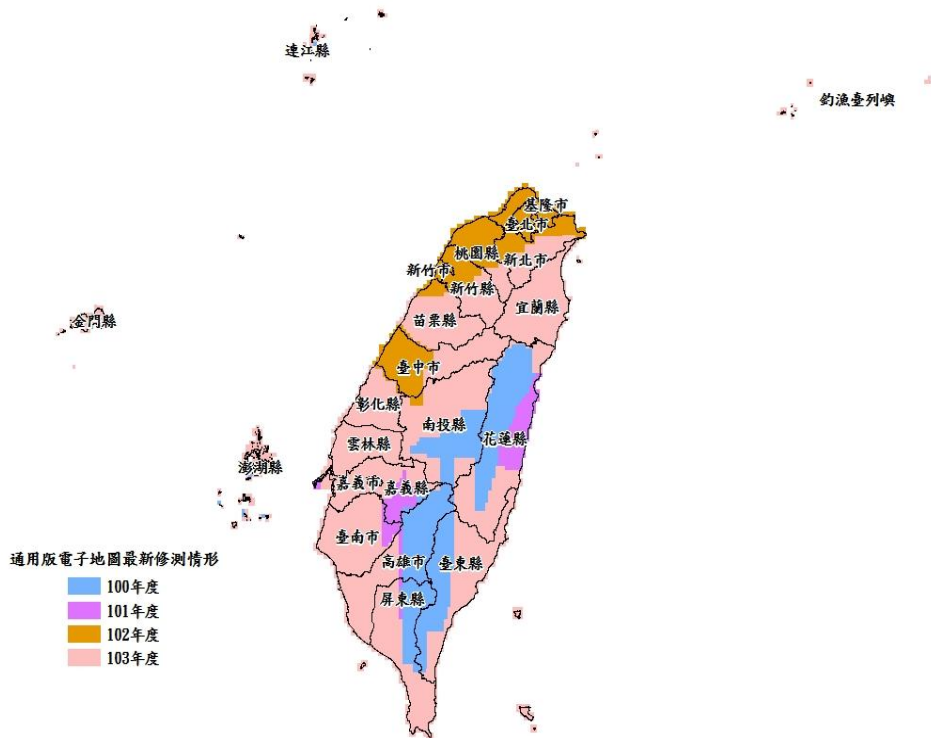 連江縣
釣漁臺列嶼
基隆市
臺北市
桃園縣
新北市
新竹市
新竹縣
宜蘭縣
苗栗縣
金門縣
臺中市
彰化縣
南投縣
花蓮縣
雲林縣
澎湖縣
嘉義市
嘉義縣
臺南市
高雄市
臺東縣
屏東縣
通用版電子地圖最新修測情形
100年度
101年度
102年度
103年度